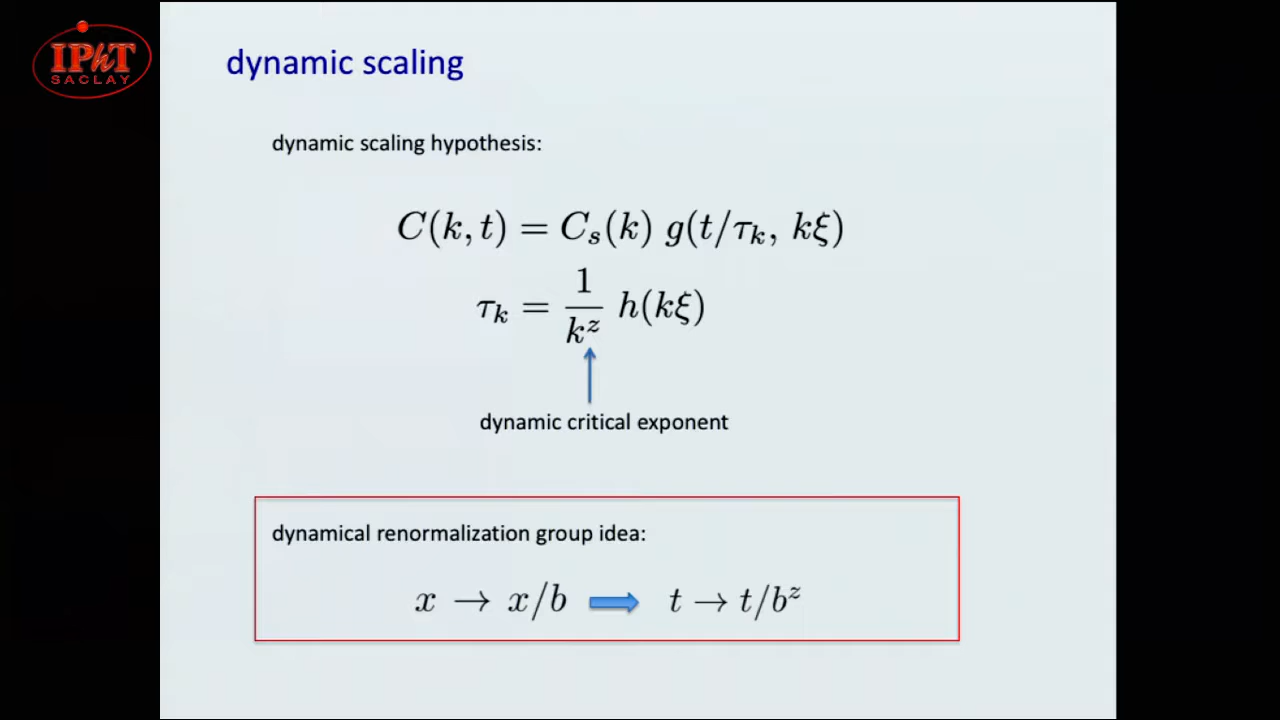 IPhT
SACLAY
dynamic scaling
dynamic scaling hypothesis:
C(k, t) = C_s(k) g(t/τ_k, kξ)
τ_k = 1/k^z h(kξ)
dynamic critical exponent
dynamical renormalization group idea:
x → x/b ⇒ t → t/b^z